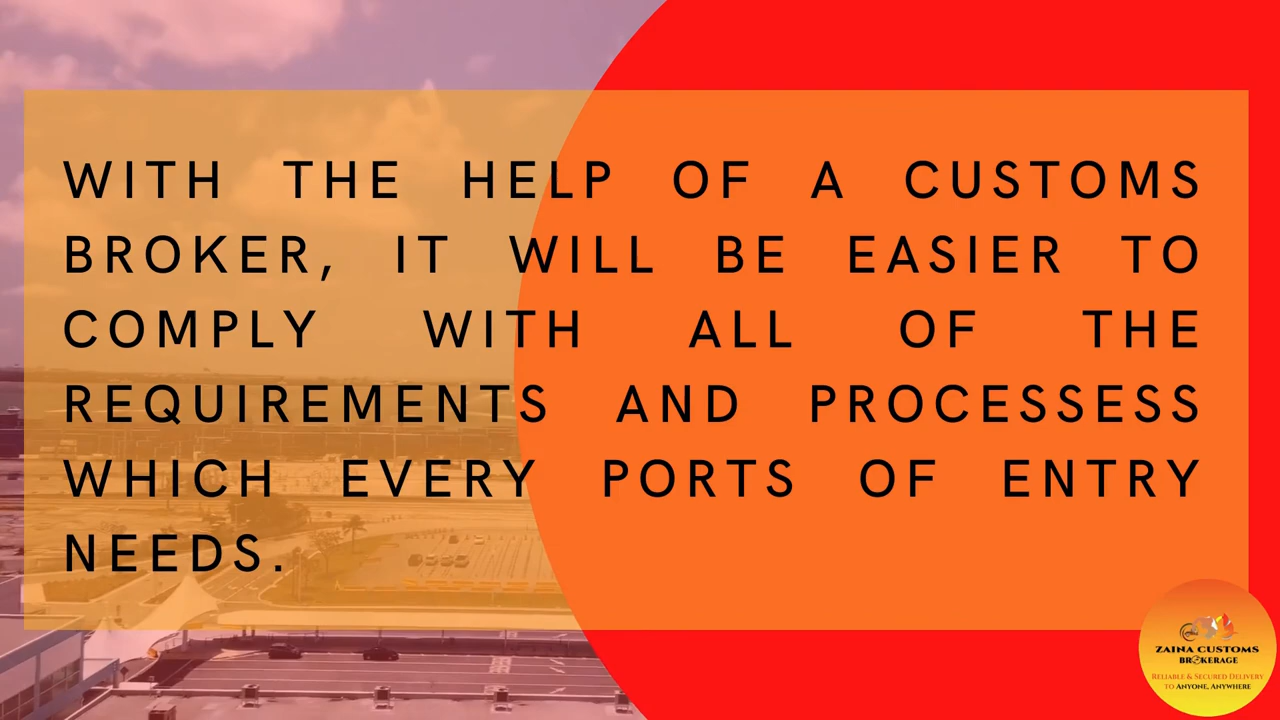 WITH THE HELP OF A CUSTOMS
BROKER, IT WILL BE EASIER TO
COMPLY WITH ALL OF THE
REQUIREMENTS AND PROCESSESS
WHICH EVERY PORTS OF ENTRY
NEEDS.
ZAINA CUSTOMS
BROKERAGE
RELIABLE & SECURED DELIVERY
TO ANYONE, ANYWHERE